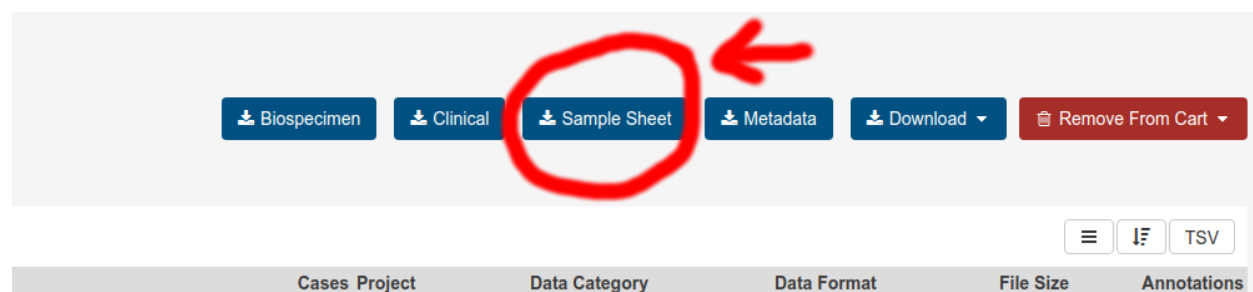 Biospecimen Clinical Sample Sheet Metadata Download Remove From Cart
TSV
Cases Project Data Category Data Format File Size Annotations